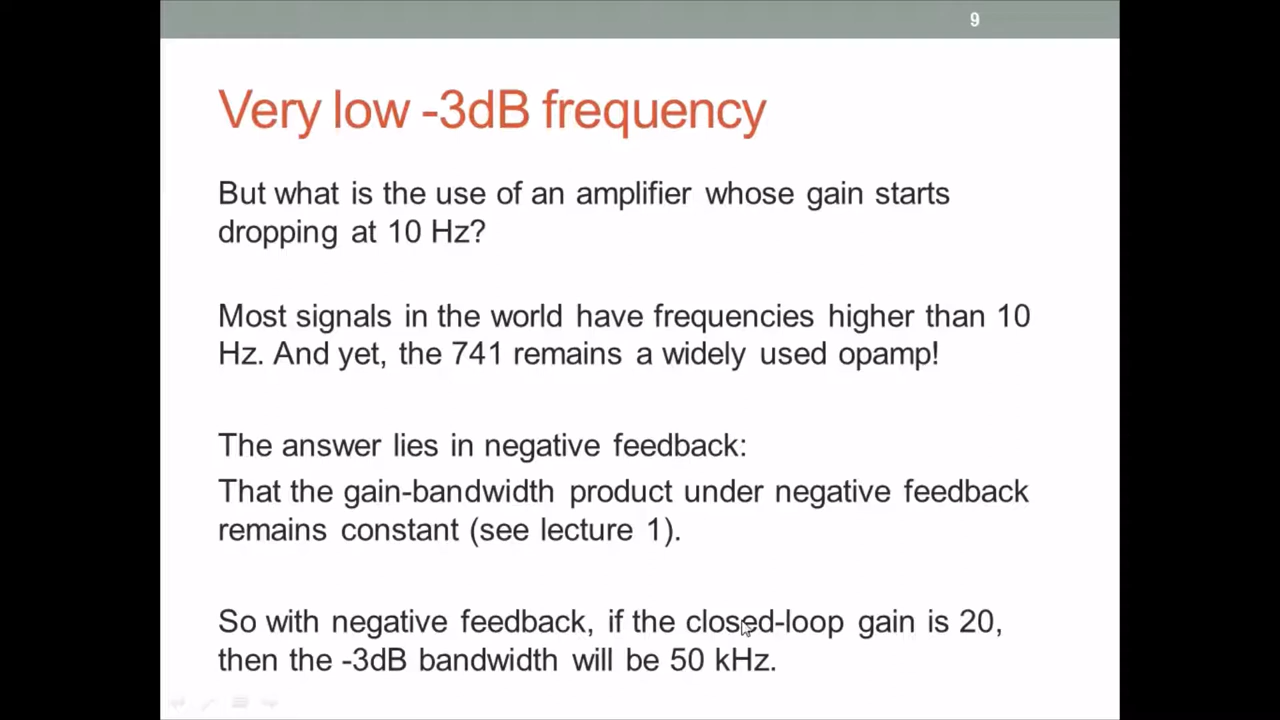 9
Very low -3dB frequency
But what is the use of an amplifier whose gain starts
dropping at 10 Hz?
Most signals in the world have frequencies higher than 10
Hz. And yet, the 741 remains a widely used opamp!
The answer lies in negative feedback:
That the gain-bandwidth product under negative feedback
remains constant (see lecture 1).
So with negative feedback, if the closed-loop gain is 20,
then the -3dB bandwidth will be 50 kHz.